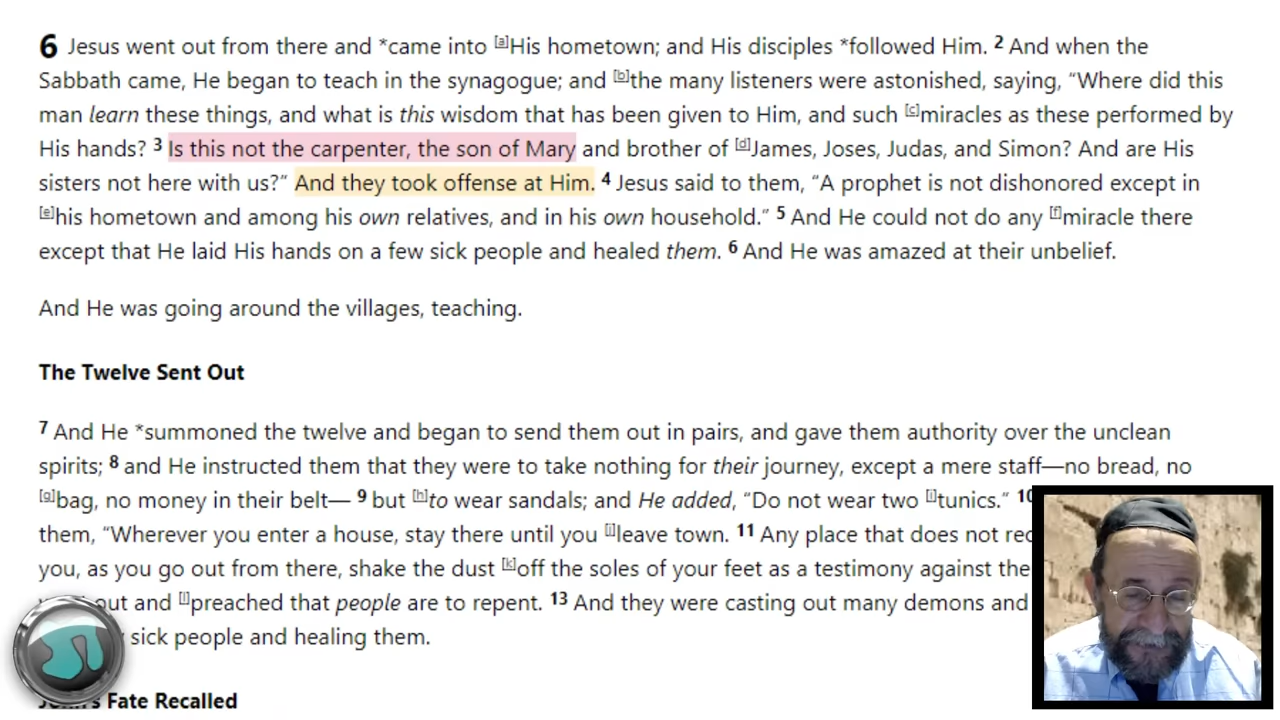 6 Jesus went out from there and *came into [a]His hometown; and His disciples *followed Him. 2 And when the
Sabbath came, He began to teach in the synagogue; and [b]the many listeners were astonished, saying, “Where did this
man learn these things, and what is this wisdom that has been given to Him, and such [c]miracles as these performed by
His hands? 3 Is this not the carpenter, the son of Mary and brother of [d]James, Joses, Judas, and Simon? And are His
sisters not here with us?” And they took offense at Him. 4 Jesus said to them, “A prophet is not dishonored except in
[e]his hometown and among his own relatives, and in his own household.” 5 And He could not do any [f]miracle there
except that He laid His hands on a few sick people and healed them. 6 And He was amazed at their unbelief.
And He was going around the villages, teaching.
The Twelve Sent Out
7 And He *summoned the twelve and began to send them out in pairs, and gave them authority over the unclean
spirits; 8 and He instructed them that they were to take nothing for their journey, except a mere staff—no bread, no
[g]bag, no money in their belt— 9 but [h]to wear sandals; and He added, “Do not wear two [i]tunics.” 10
them, “Wherever you enter a house, stay there until you [j]leave town. 11 Any place that does not
you, as you go out from there, shake the dust [k]off the soles of your feet as a testimony against the
out and [l]preached that people are to repent. 13 And they were casting out many demons and
sick people and healing them.
Fate Recalled